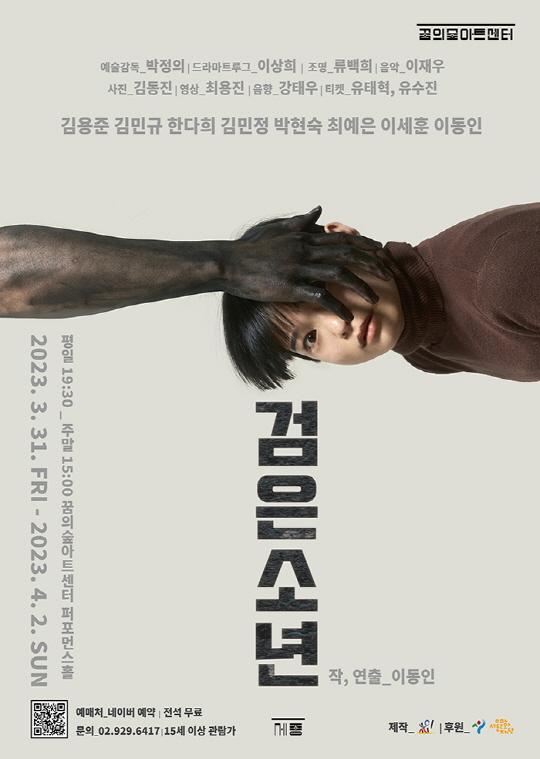 꿈의숲아트센터
예술감독_박정의 | 드라마트루그_이상희 | 조명_류백희 | 음악_이재우
사진_김동진 | 영상_최용진 | 음향_강태우 | 티켓_유태혁, 유수진
김용준 김민규 한다희 김민정 박현숙 최예은 이세훈 이동인
평일 19:30 _ 주말 15:00 꿈의숲아트센터 퍼포먼스홀
2023. 3. 31. FRI - 2023. 4. 2. SUN
검은소년
작, 연출_이동인
예매처_네이버 예약 | 전석 무료
문의_02.929.6417 | 15세 이상 관람가
제작_
| 후원_